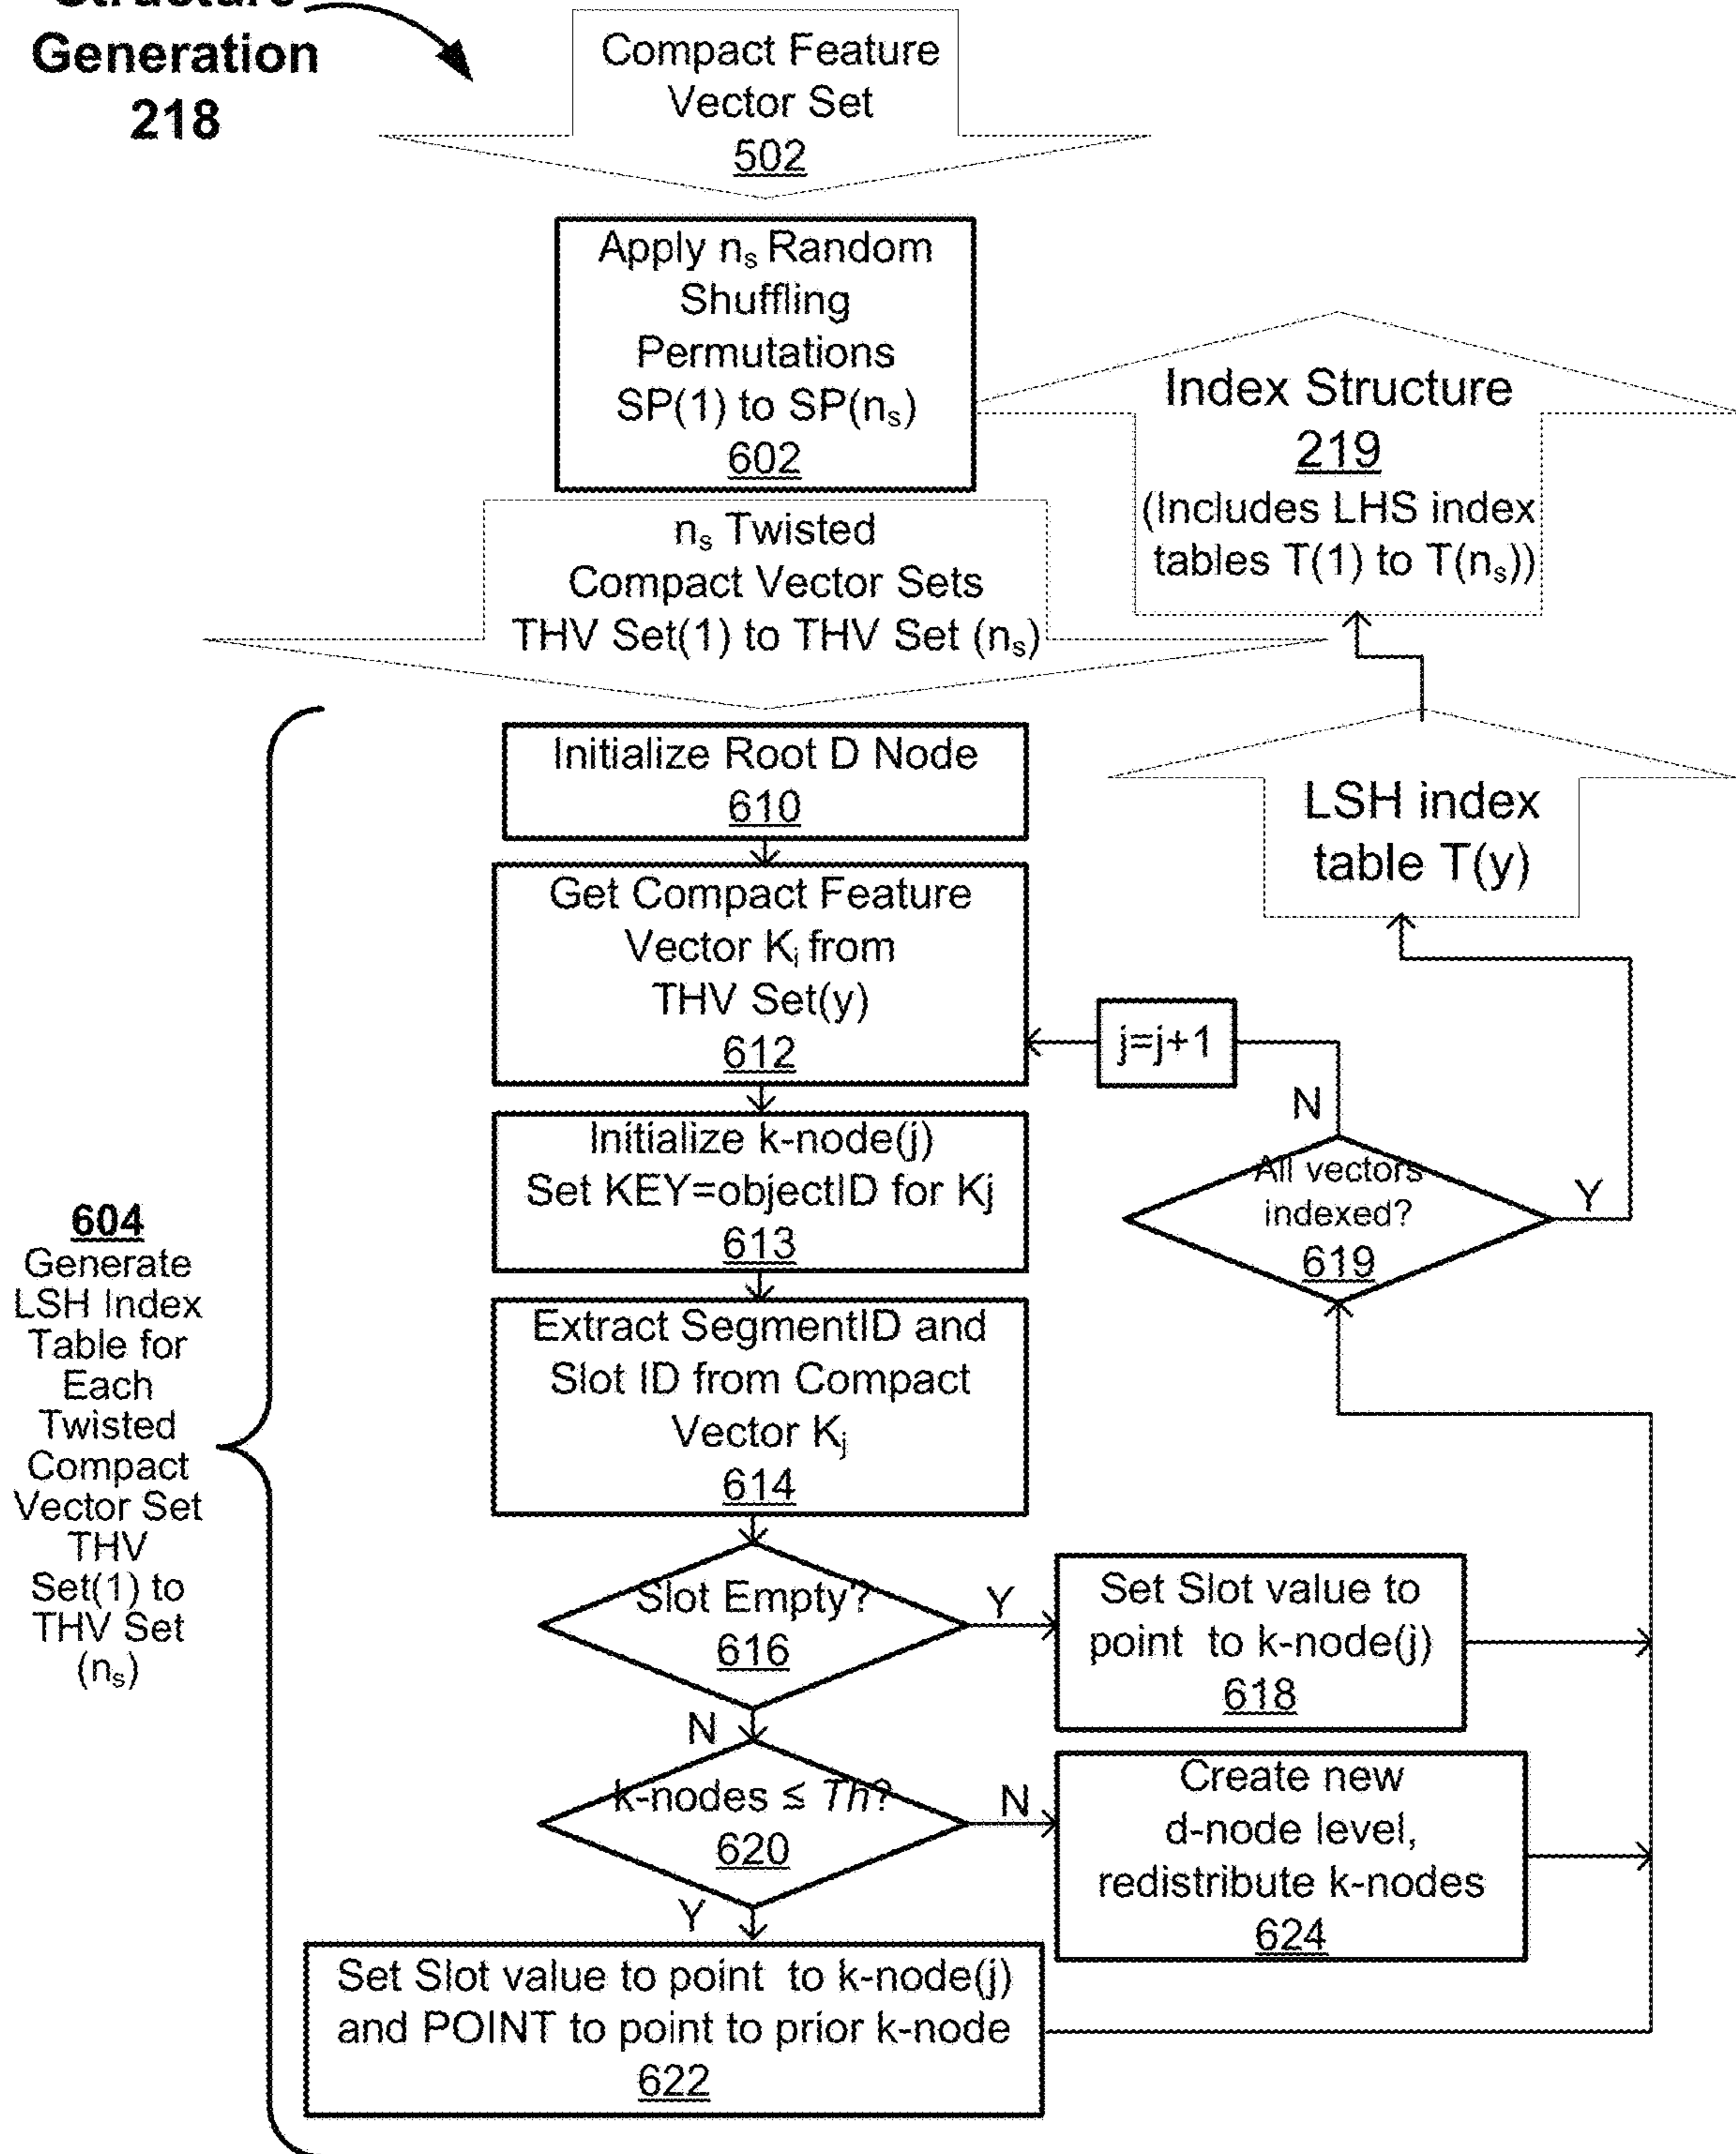 Structure
Generation
218
Compact Feature
Vector Set
502
Apply nₛ Random
Shuffling
Permutations
SP(1) to SP(nₛ)
602
Index Structure
219
(Includes LHS index
tables T(1) to T(nₛ))
nₛ Twisted
Compact Vector Sets
THV Set(1) to THV Set (nₛ)
Initialize Root D Node
610
LSH index
table T(y)
Get Compact Feature
Vector Kⱼ from
THV Set(y)
612
j=j+1
N
Initialize k-node(j)
Set KEY=objectID for Kj
613
All vectors
indexed?
619
Y
604
Generate
LSH Index
Table for
Each
Twisted
Compact
Vector Set
THV
Set(1) to
THV Set
(nₛ)
Extract SegmentID and
Slot ID from Compact
Vector Kⱼ
614
Slot Empty?
616
Y
Set Slot value to
point to k-node(j)
618
N
k-nodes ≤ Th?
620
N
Create new
d-node level,
redistribute k-nodes
624
Y
Set Slot value to point to k-node(j)
and POINT to point to prior k-node
622